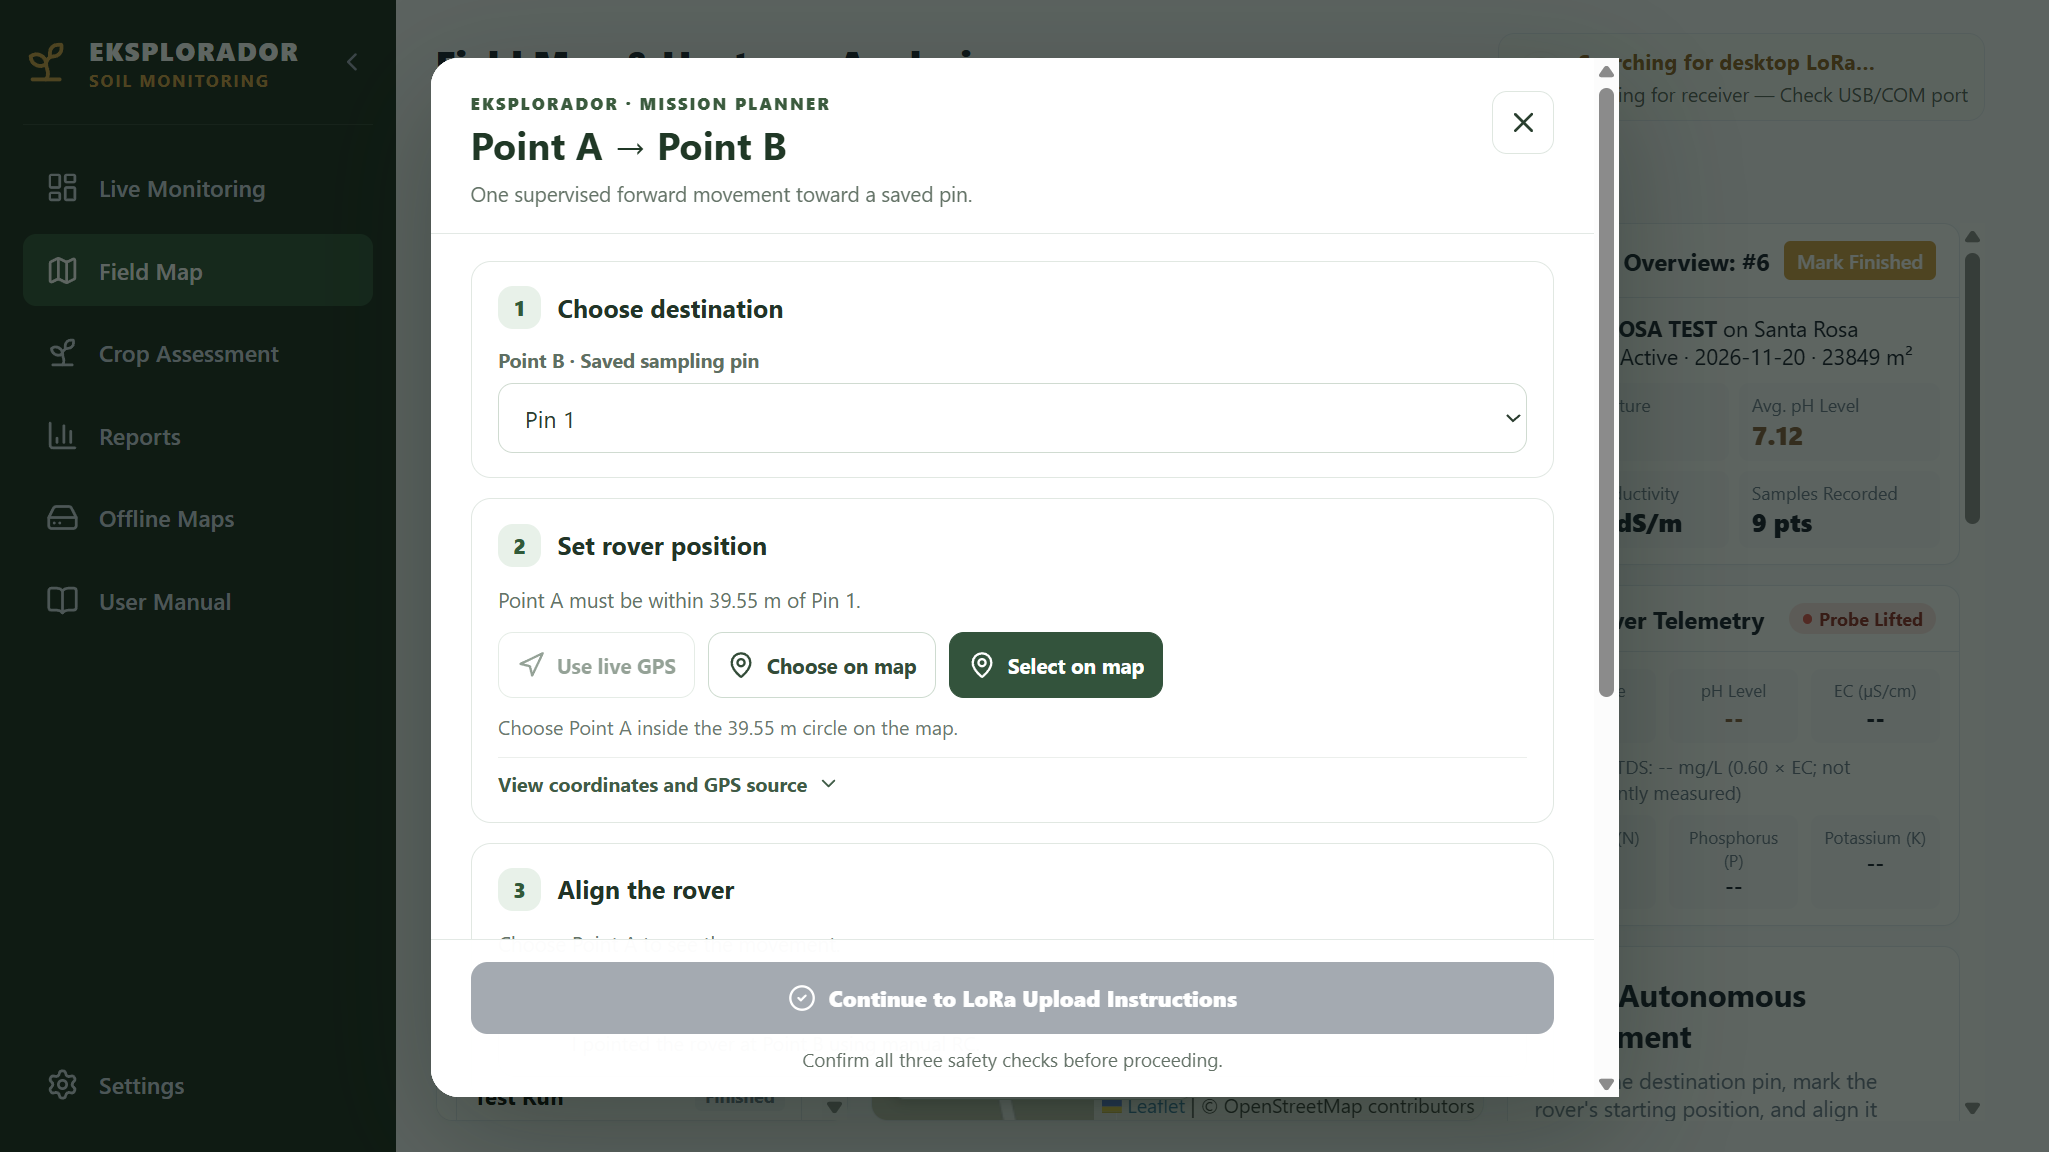 EKSPLORADOR
SOIL MONITORING
Live Monitoring
Field Map
Crop Assessment
Reports
Offline Maps
User Manual
Settings
for desktop LoRa...
for receiver — Check USB/COM port
EKSPLORADOR · MISSION PLANNER
Point A → Point B
One supervised forward movement toward a saved pin.
1 Choose destination
Point B · Saved sampling pin
Pin 1
2 Set rover position
Point A must be within 39.55 m of Pin 1.
Use live GPS
Choose on map
Select on map
Choose Point A inside the 39.55 m circle on the map.
View coordinates and GPS source
3 Align the rover
Continue to LoRa Upload Instructions
Confirm all three safety checks before proceeding.
Overview: #6
Mark Finished
TEST on Santa Rosa
Active · 2026-11-20 · 23849 m²
Avg. pH Level
7.12
dS/m
Samples Recorded
9 pts
Telemetry
Probe Lifted
pH Level
--
EC (µS/cm)
--
TDS: -- mg/L (0.60 × EC; not
measured)
(N)
Phosphorus
(P)
--
Potassium (K)
--
Autonomous
destination pin, mark the
rover's starting position, and align it
Test Run
Finished
Leaflet | © OpenStreetMap contributors